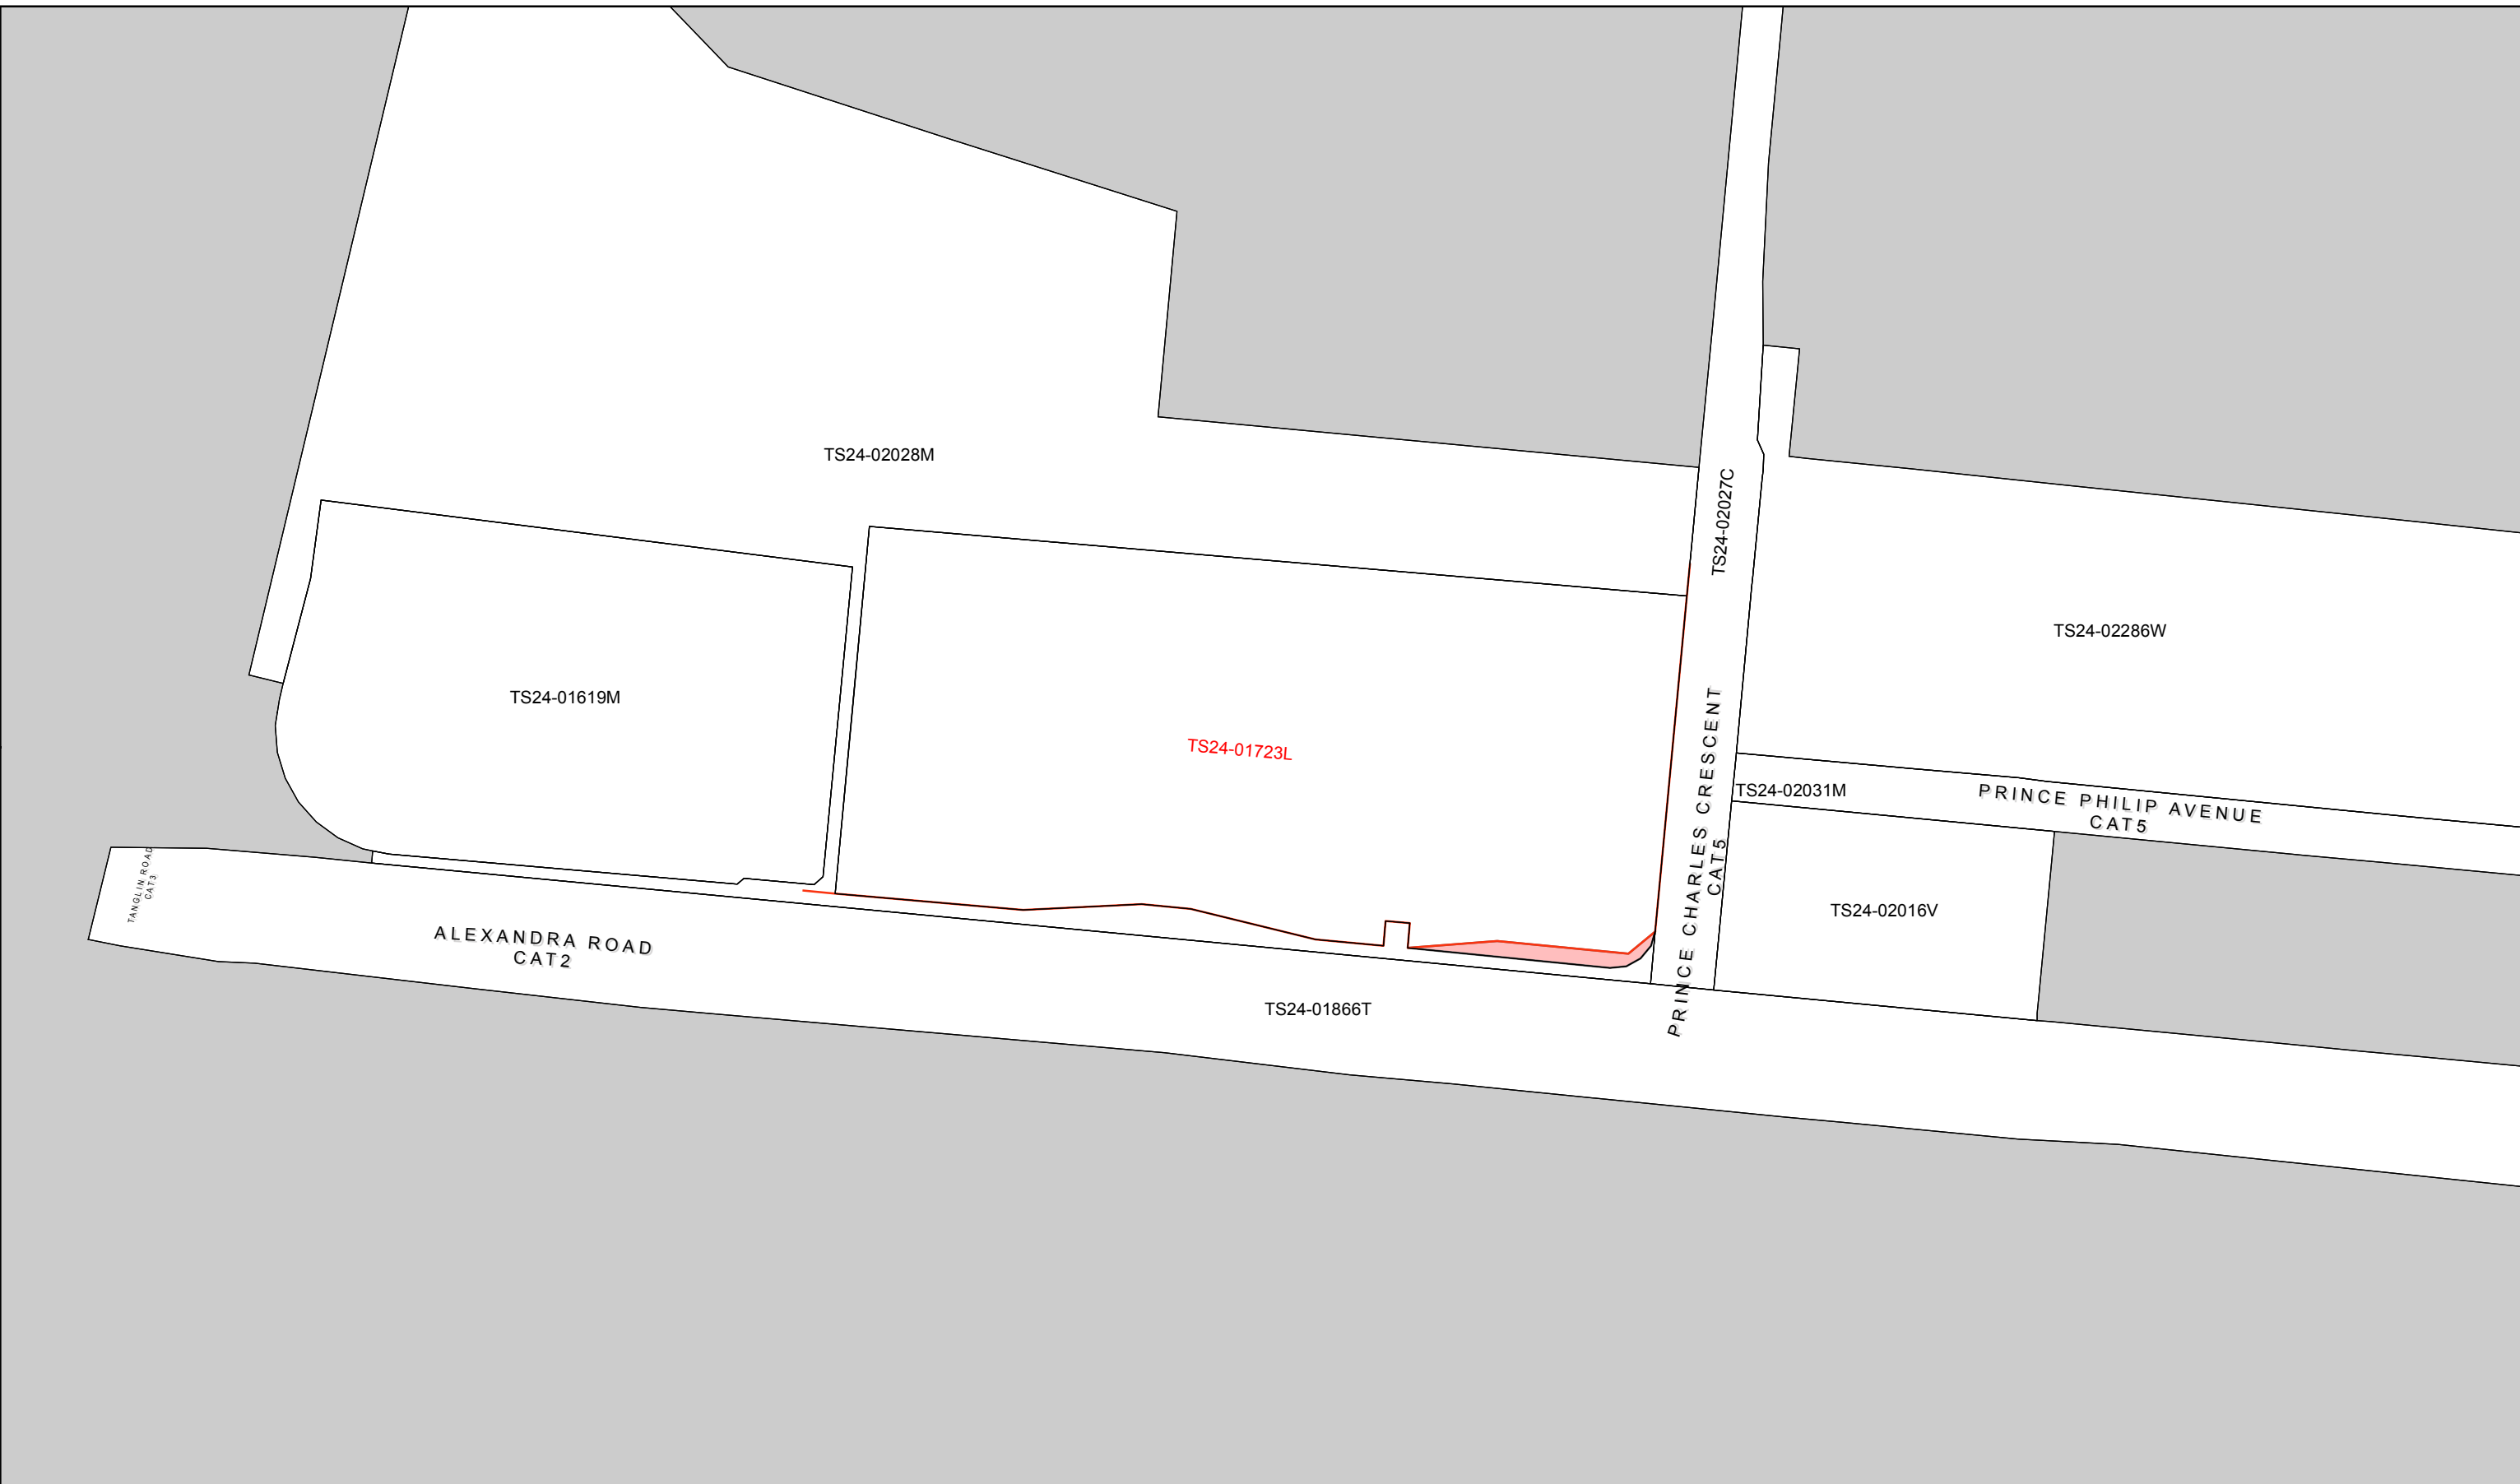 TS24-02028M
TS24-02027C
TS24-02286W
TS24-01619M
TS24-01723L
PRINCE CHARLES CRESCENT
CAT5
TS24-02031M
PRINCE PHILIP AVENUE
CAT5
TANGLIN ROAD
CAT3
TS24-02016V
ALEXANDRA ROAD
CAT2
TS24-01866T